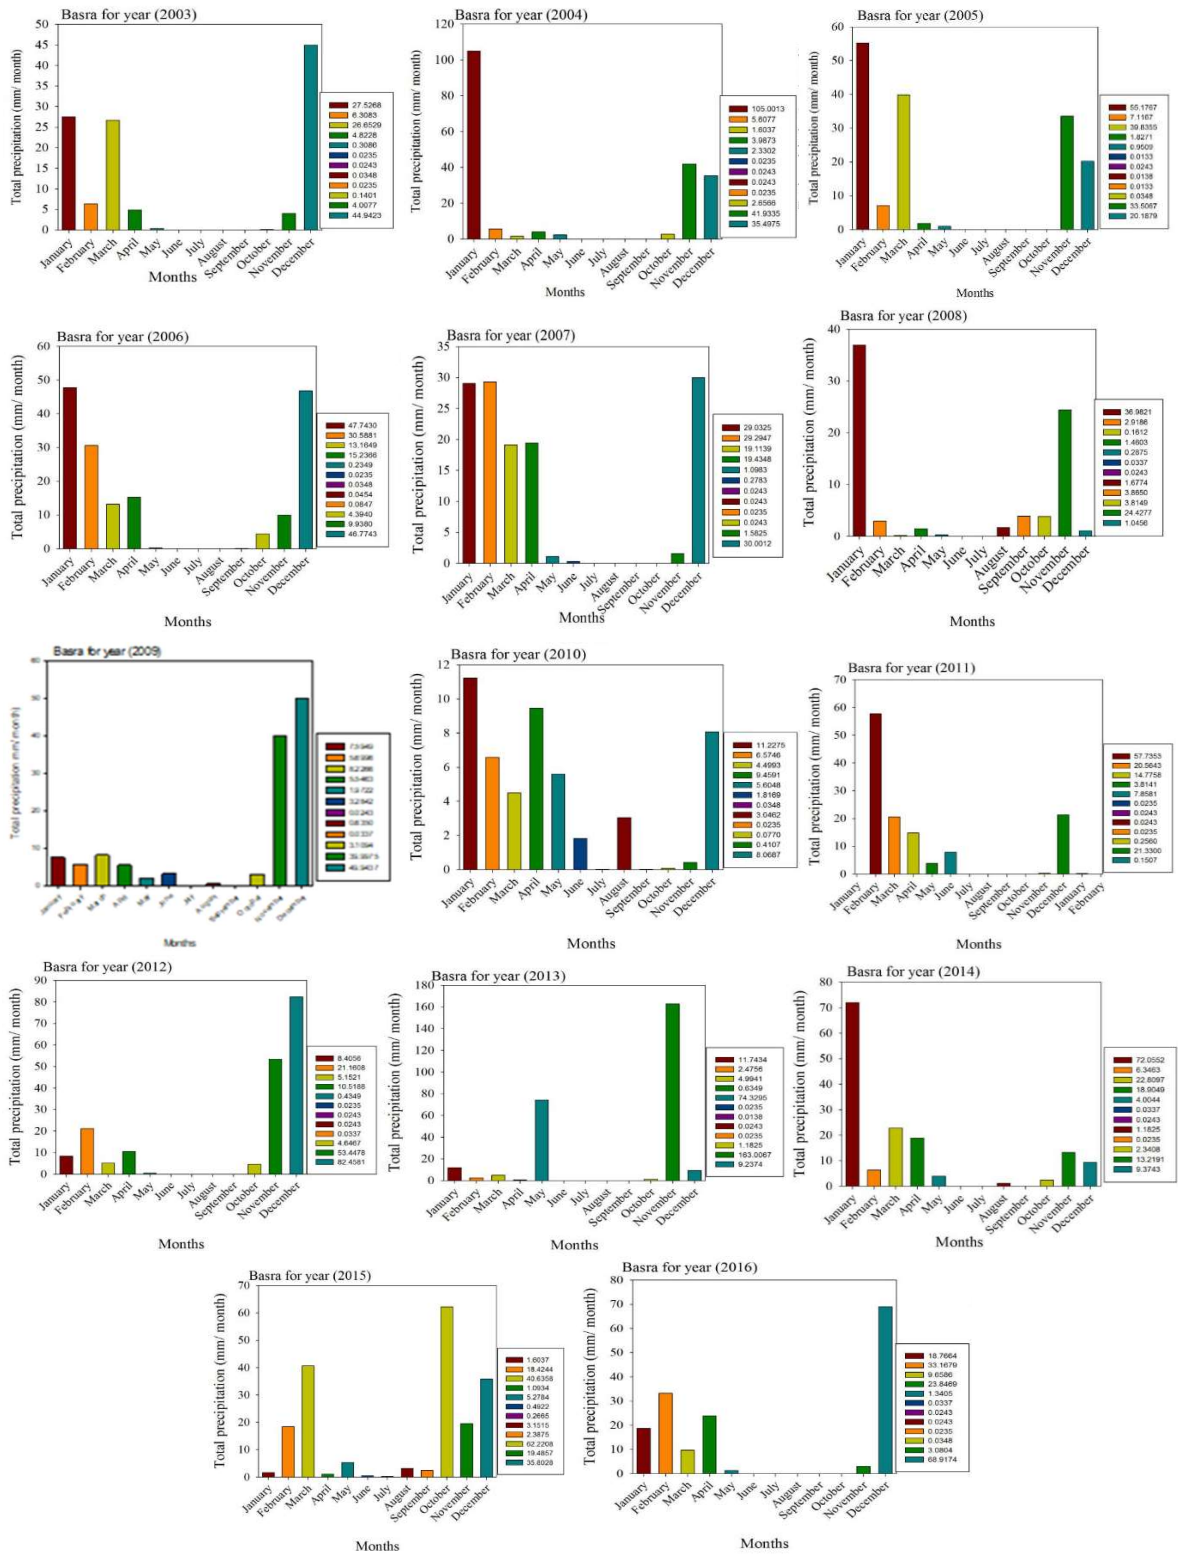 Basra for year (2003)
Total precipitation (mm/ month)
50
45
40
35
30
25
20
15
10
5
0
January
February
March
April
May
June
July
August
September
October
November
December
Months
27.5268
6.3083
26.6529
4.8228
0.3086
0.0235
0.0243
0.0348
0.0235
0.1401
4.0077
44.9423
Basra for year (2004)
Total precipitation (mm/ month)
120
100
80
60
40
20
0
January
February
March
April
May
June
July
August
September
October
November
December
Months
105.0013
5.6077
1.6037
3.9873
2.3302
0.0235
0.0243
0.0243
0.0235
2.6566
41.9335
35.4975
Basra for year (2005)
Total precipitation (mm/ month)
60
50
40
30
20
10
0
January
February
March
April
May
June
July
August
September
October
November
December
Months
55.1767
7.1167
39.8355
1.8271
0.9509
0.0133
0.0243
0.0138
0.0133
0.0348
33.5067
20.1879
Basra for year (2006)
Total precipitation (mm/ month)
60
50
40
30
20
10
0
January
February
March
April
May
June
July
August
September
October
November
December
Months
47.7430
30.5881
13.1649
15.2366
0.2349
0.0235
0.0348
0.0454
0.0847
4.3940
9.9380
46.7743
Basra for year (2007)
Total precipitation (mm/ month)
35
30
25
20
15
10
5
0
January
February
March
April
May
June
July
August
September
October
November
December
Months
29.0325
29.2947
19.1139
19.4348
1.0983
0.2783
0.0243
0.0243
0.0235
0.0243
1.5825
30.0012
Basra for year (2008)
Total precipitation (mm/ month)
40
30
20
10
0
January
February
March
April
May
June
July
August
September
October
November
December
Months
36.9821
2.9186
0.1612
1.4603
0.2875
0.0337
0.0243
1.6774
3.8650
3.8149
24.4277
1.0456
Basra for year (2009)
Total precipitation (mm/ month)
60
50
40
30
20
10
0
January
February
March
April
May
June
July
August
September
October
November
December
Months
Basra for year (2010)
Total precipitation (mm/ month)
12
10
8
6
4
2
0
January
February
March
April
May
June
July
August
September
October
November
December
Months
11.2275
6.5746
4.4993
9.4591
5.6048
1.8169
0.0348
3.0462
0.0235
0.0770
0.4107
8.0687
Basra for year (2011)
Total precipitation (mm/ month)
70
60
50
40
30
20
10
0
January
February
March
April
May
June
July
August
September
October
November
December
January
February
Months
57.7353
20.5643
14.7758
3.8141
7.8581
0.0235
0.0243
0.0243
0.0235
0.2560
21.3300
0.1507
Basra for year (2012)
Total precipitation (mm/ month)
90
80
70
60
50
40
30
20
10
0
January
February
March
April
May
June
July
August
September
October
November
December
Months
8.4056
21.1608
5.1521
10.5188
0.4349
0.0235
0.0243
0.0243
0.0337
4.6467
53.4478
82.4581
Basra for year (2013)
Total precipitation (mm/ month)
180
160
140
120
100
80
60
40
20
0
January
February
March
April
May
June
July
August
September
October
November
December
Months
11.7434
2.4756
4.9941
0.6349
74.3295
0.0235
0.0138
0.0243
0.0235
1.1825
163.0067
9.2374
Basra for year (2014)
Total precipitation (mm/ month)
80
70
60
50
40
30
20
10
0
January
February
March
April
May
June
July
August
September
October
November
December
Months
72.0552
6.3463
22.8097
18.9049
4.0044
0.0337
0.0243
1.1825
0.0235
2.3408
13.2191
9.3743
Basra for year (2015)
Total precipitation (mm/ month)
70
60
50
40
30
20
10
0
January
February
March
April
May
June
July
August
September
October
November
December
Months
1.6037
18.4244
40.6358
1.0934
5.2784
0.4922
0.2665
3.1515
2.3875
62.2208
19.4857
35.8028
Basra for year (2016)
Total precipitation (mm/ month)
80
70
60
50
40
30
20
10
0
January
February
March
April
May
June
July
August
September
October
November
December
Months
18.7664
33.1679
9.6586
23.8469
1.3405
0.0337
0.0243
0.0243
0.0235
0.0348
3.0804
68.9174